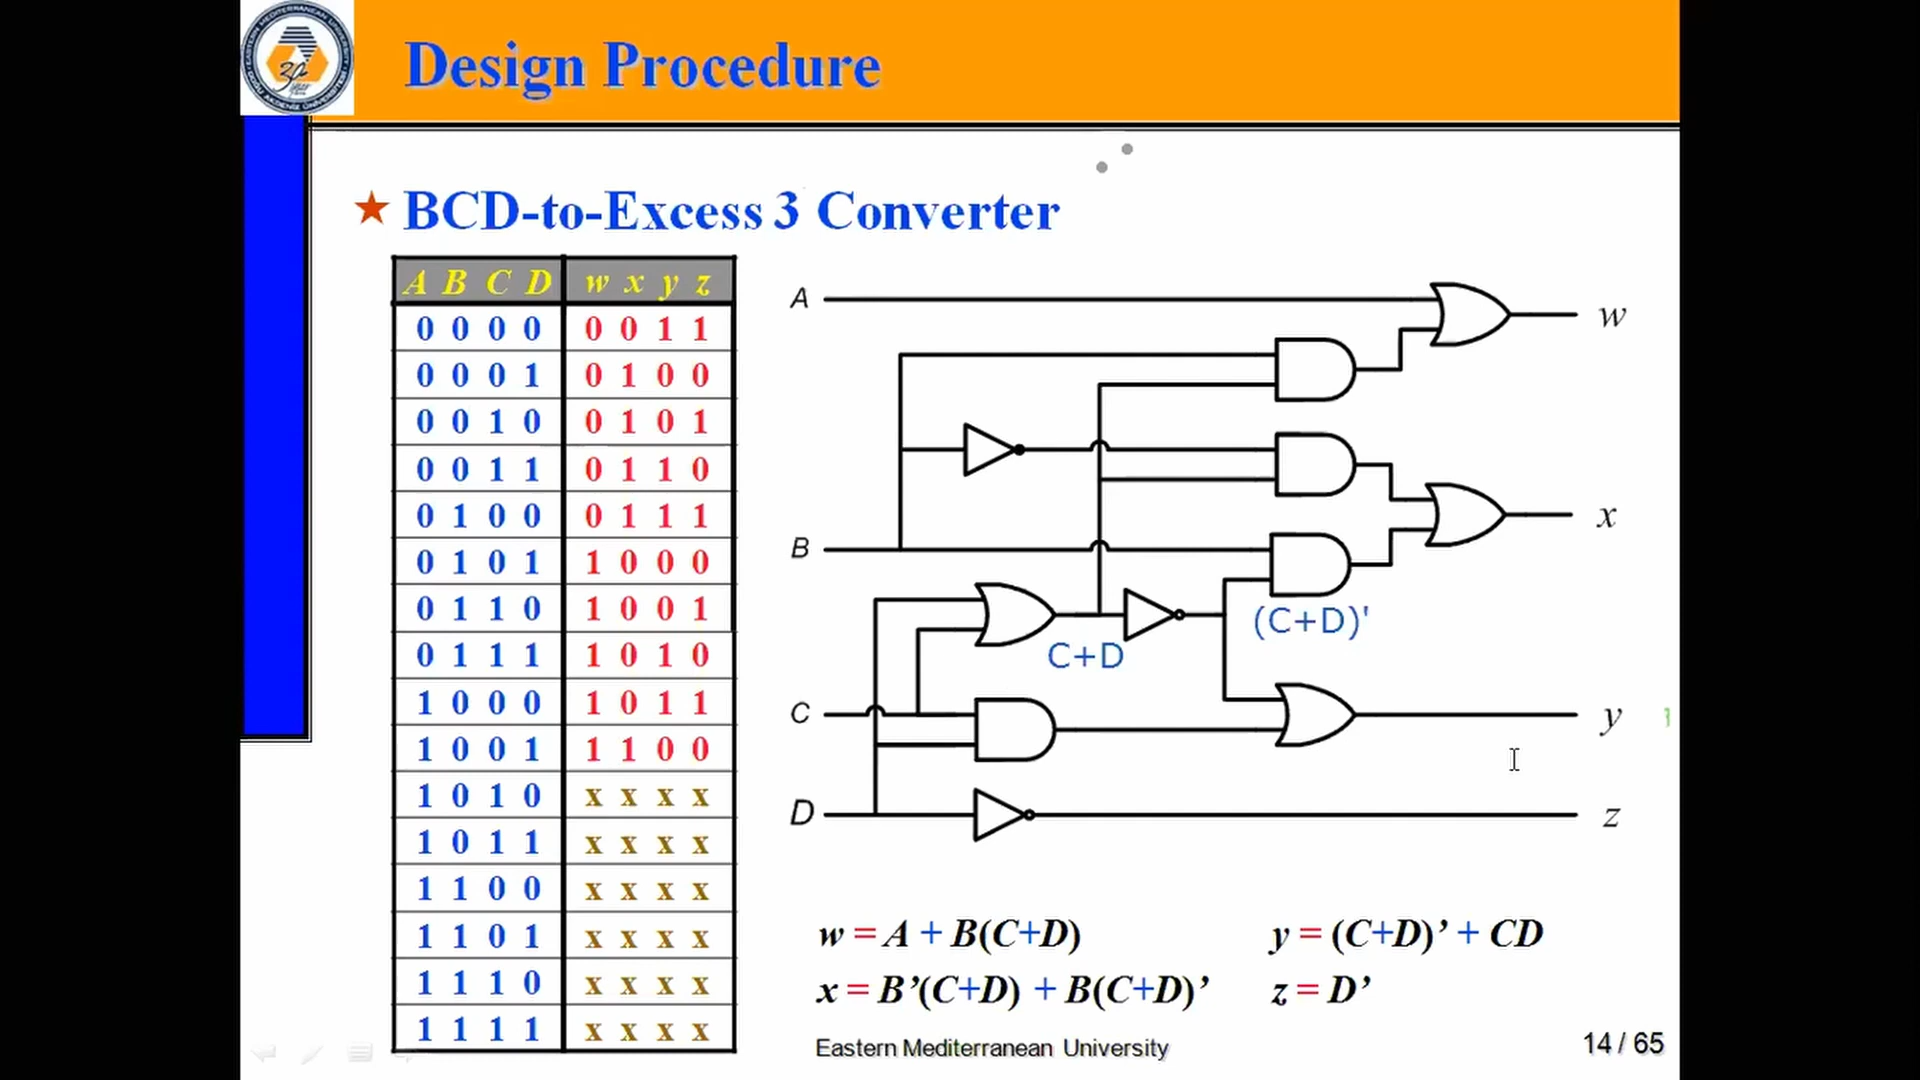 Design Procedure
BCD-to-Excess 3 Converter
A B C D w x y z
0 0 0 0 0 0 1 1
0 0 0 1 0 1 0 0
0 0 1 0 0 1 0 1
0 0 1 1 0 1 1 0
0 1 0 0 0 1 1 1
0 1 0 1 1 0 0 0
0 1 1 0 1 0 0 1
0 1 1 1 1 0 1 0
1 0 0 0 1 0 1 1
1 0 0 1 1 1 0 0
1 0 1 0 x x x x
1 0 1 1 x x x x
1 1 0 0 x x x x
1 1 0 1 x x x x
1 1 1 0 x x x x
1 1 1 1 x x x x
A
w
x
B
(C+D)'
C+D
C
y
D
z
w = A + B(C+D)
x = B’(C+D) + B(C+D)’
y = (C+D)’ + CD
z = D’
Eastern Mediterranean University
14 / 65